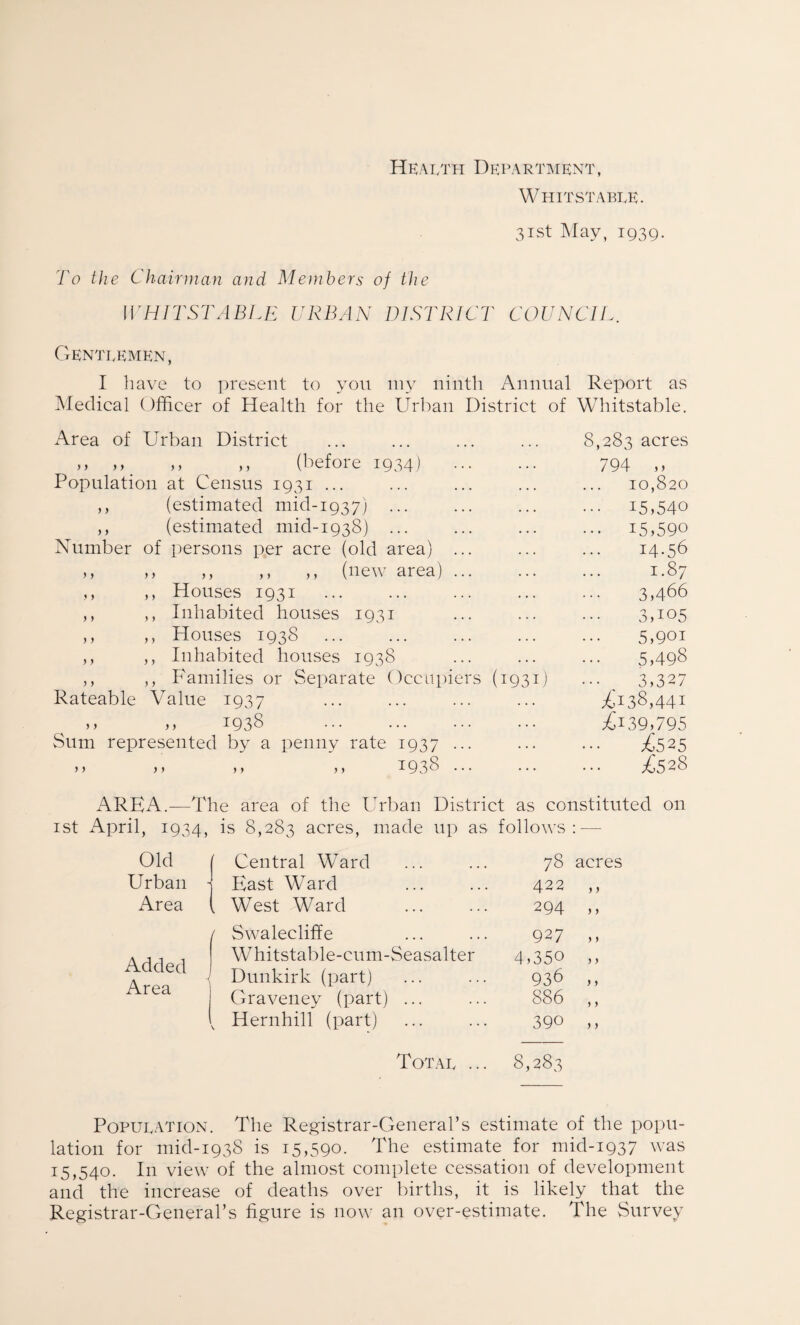 Health Department,
Whitstable.
31st May, 1939.
To the Chairman and Members of the
WHITSTABLE URBAN DISTRICT COUNCIL.
Gentlemen,
I have to present to you my ninth Annual Report as
Medical Officer of Health for the Urban District of Whitstable.
Area of Urban District ... ... ... ... 8,283 acres
,, ,, ,, ,, (before 1934) ... ... 794 ,,
Population at Census 1931 ... ... ... ... ... 10,820
,, (estimated mid-1937) ... ... ... ... 15,540
,, (estimated mid-1938) ... ... ... ... 15,590
Number of persons per acre (old area) ... ... ... 14.56
,, ,, ,, ,, ,, (new area) ... ... ... 1.87
,, ,, Houses 1931 ... ... ... ... ... 3,466
,, ,, Inhabited houses 1931 ... ... ... 3,105
,, ,, Houses 1938 ... ... ... ... ... 5,901
,, ,, Inhabited houses 1938 ... ... ... 5,498
,, ,, Families or Separate Occupiers (1931) ... 3,327
Rateable Value 1937 ... ... ... ... £138,441
,, ,, 1938 ... ... ... ... £139,795
Sum represented by a penny rate 1937 ... ... ... £525
,, ,, ,, ,, 1938 ... ... ... £528
AREA.—The area of the Urban District as constituted on
1st April, 1934, is 8,283 acres, made up as follows:—
Old Central Ward ... ... 78 acres
Urban East Ward ... ... 422 ,,
Area West Ward ... ... 294 ,,
Swalecliffe ... ... 927 ,,
Added Whitstable-cum-Seasalter 4,350 ,,
Area Dunkirk (part) ... ... 936 ,,
Graveney (part) ... ... 886 ,,
Hernhill (part) ... ... 390 ,,
Total ... 8,283
Population. The Registrar-General's estimate of the popu-
lation for mid-1938 is 15,590. The estimate for mid-1937 was
15,540. In view of the almost complete cessation of development
and the increase of deaths over births, it is likely that the
Registrar-General's figure is now an over-estimate. The Survey